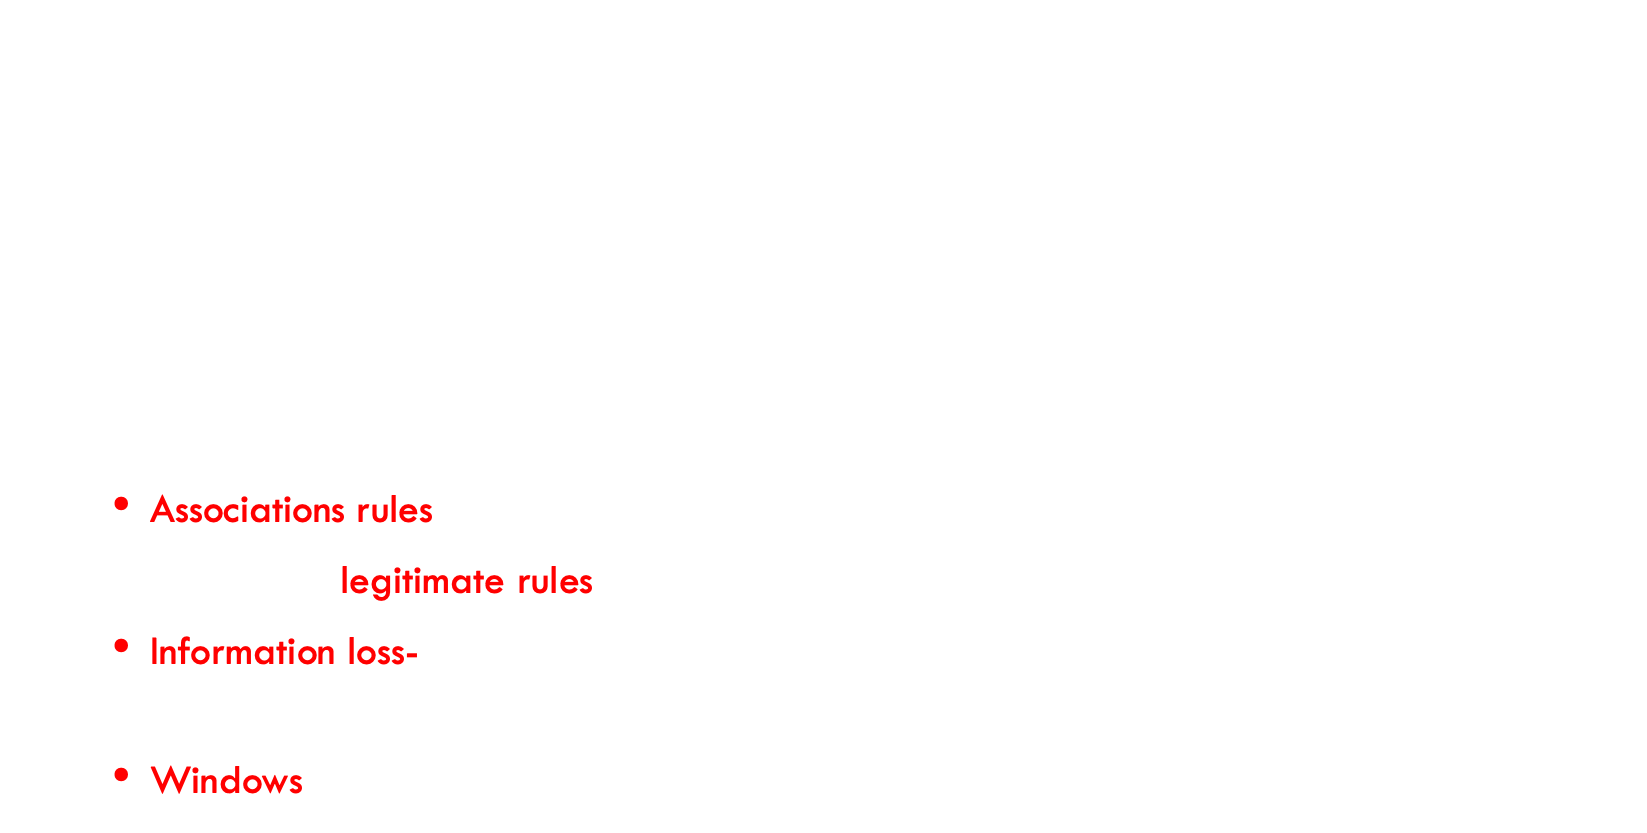 • Associations rules
legitimate rules
• Information loss-
• Windows